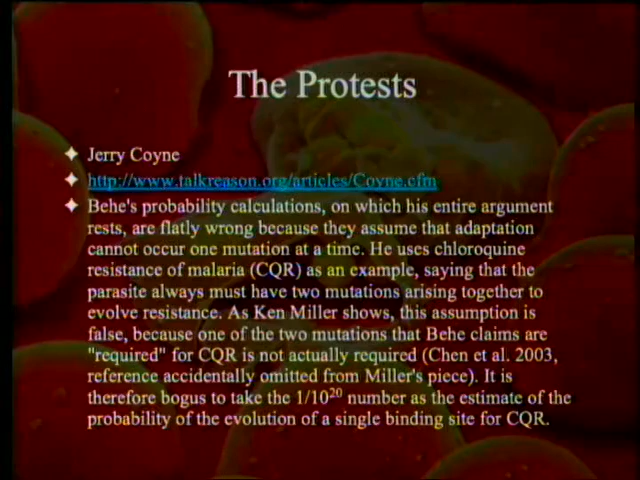 The Protests
Jerry Coyne
http://www.talkreason.org/articles/Coyne.cfm
Behe's probability calculations, on which his entire argument
rests, are flatly wrong because they assume that adaptation
cannot occur one mutation at a time. He uses chloroquine
resistance of malaria (CQR) as an example, saying that the
parasite always must have two mutations arising together to
evolve resistance. As Ken Miller shows, this assumption is
false, because one of the two mutations that Behe claims are
"required" for CQR is not actually required (Chen et al. 2003,
reference accidentally omitted from Miller's piece). It is
therefore bogus to take the 1/10²⁰ number as the estimate of the
probability of the evolution of a single binding site for CQR.